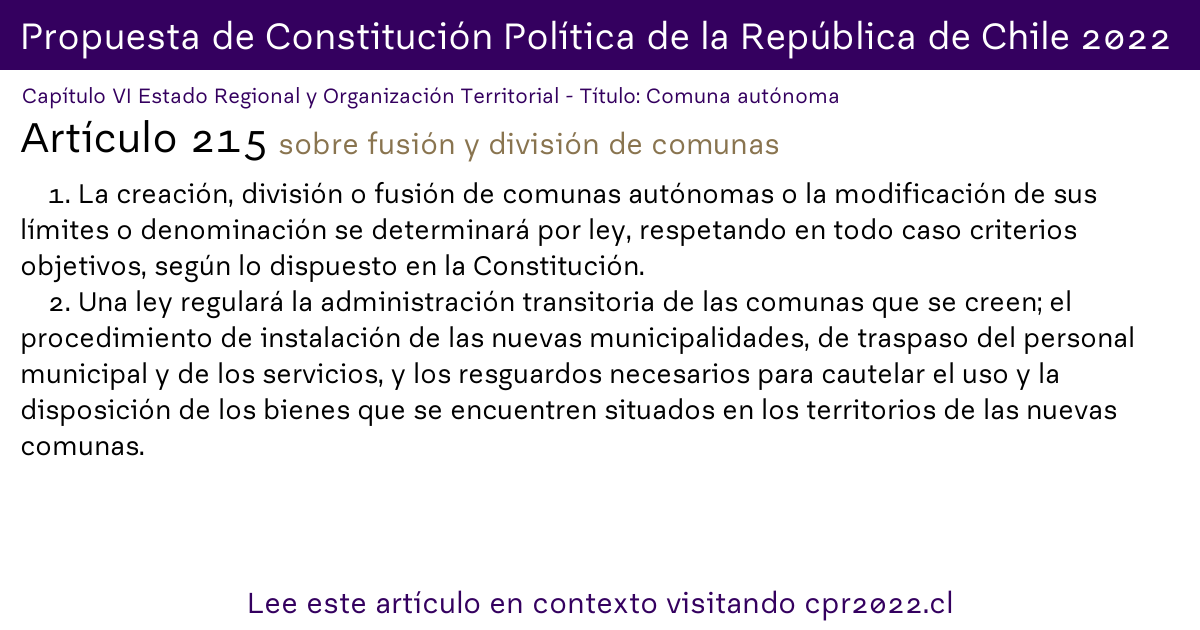 Propuesta de Constitución Política de la República de Chile 2022
Capítulo VI Estado Regional y Organización Territorial - Título: Comuna autónoma
Artículo 215 sobre fusión y división de comunas
1. La creación, división o fusión de comunas autónomas o la modificación de sus
límites o denominación se determinará por ley, respetando en todo caso criterios
objetivos, según lo dispuesto en la Constitución.
2. Una ley regulará la administración transitoria de las comunas que se creen; el
procedimiento de instalación de las nuevas municipalidades, de traspaso del personal
municipal y de los servicios, y los resguardos necesarios para cautelar el uso y la
disposición de los bienes que se encuentren situados en los territorios de las nuevas
comunas.
Lee este artículo en contexto visitando cpr2022.cl